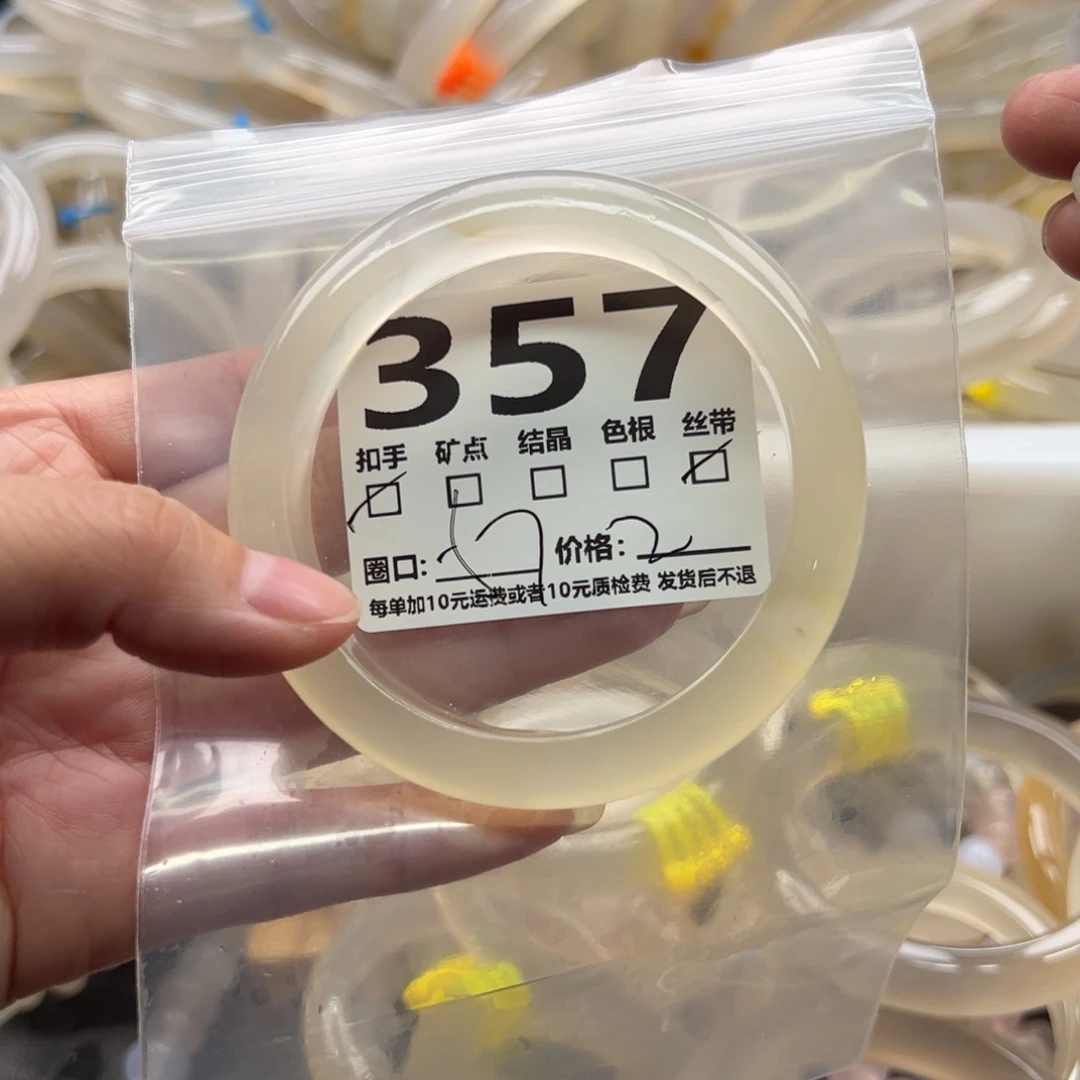 357
扣手 矿点 结晶 色根 丝带
圈口: 价格: 2
每单加10元运费或者10元质检费 发货后不退